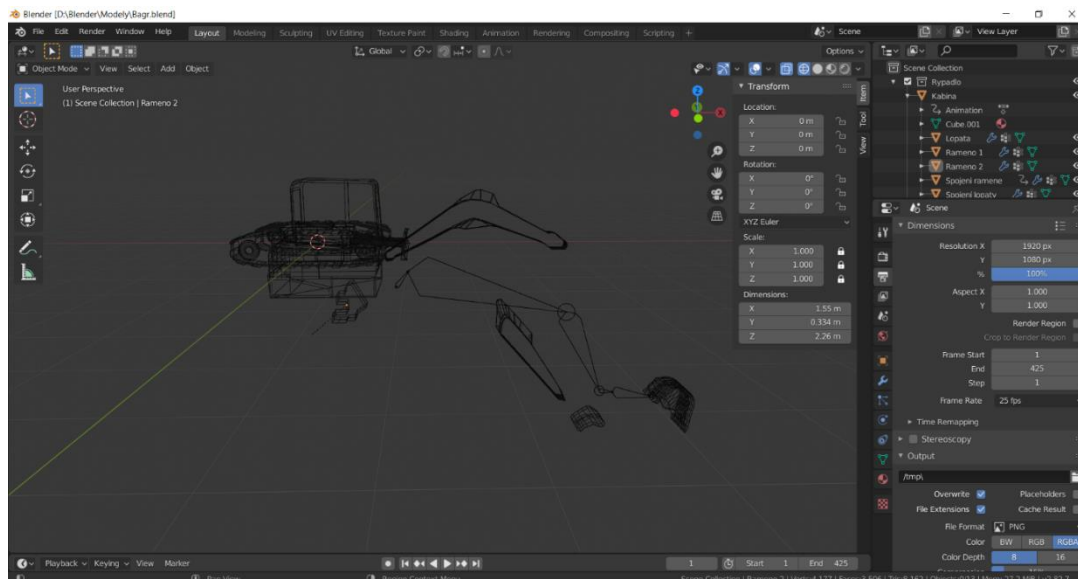 Blender [D:\Blender\Modely\Bagr.blend]
File Edit Render Window Help Layout Modeling Sculpting UV Editing Texture Paint Shading Animation Rendering Compositing Scripting + Scene View Layer
Global Options
Object Mode View Select Add Object
User Perspective
(1) Scene Collection | Rameno 2
Transform
Location:
X 0 m
Y 0 m
Z 0 m
Rotation:
X 0°
Y 0°
Z 0°
XYZ Euler
Scale:
X 1.000
Y 1.000
Z 1.000
Dimensions:
X 1.55 m
Y 0.334 m
Z 2.26 m
Item
Tool
View
Z
Y
X
Scene Collection
Rypadlo
Kabina
Animation
Cube.001
Lopata
Rameno 1
Rameno 2
Spojeni ramene
Spojeni lopaty
Scene
Dimensions
Resolution X 1920 px
Y 1080 px
% 100%
Aspect X 1.000
Y 1.000
Render Region
Crop to Render Region
Frame Start 1
End 425
Step 1
Frame Rate 25 fps
Time Remapping
Stereoscopy
Output
/tmp\
Overwrite Placeholders
File Extensions Cache Result
File Format PNG
Color BW RGB RGBA
Color Depth 8 16
Playback Keying View Marker 1 Start 1 End 425